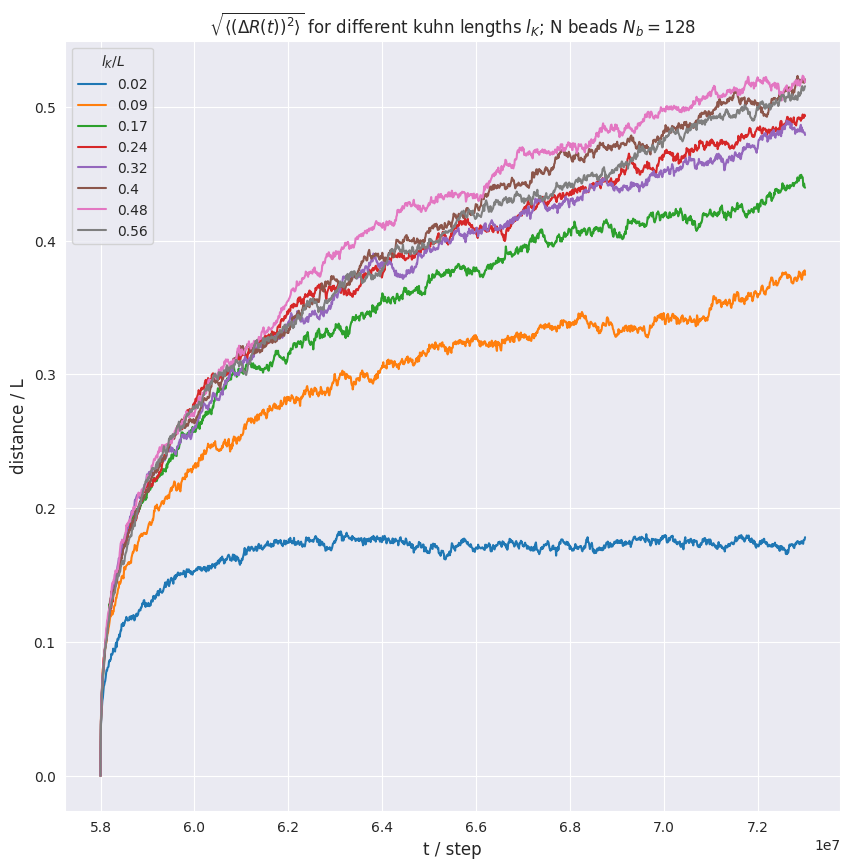 √⟨(ΔR(t))²⟩ for different kuhn lengths l_K; N beads N_b = 128
l_K/L
0.02
0.09
0.17
0.24
0.32
0.4
0.48
0.56
distance / L
0.5
0.4
0.3
0.2
0.1
0.0
5.8 6.0 6.2 6.4 6.6 6.8 7.0 7.2
1e7
t / step